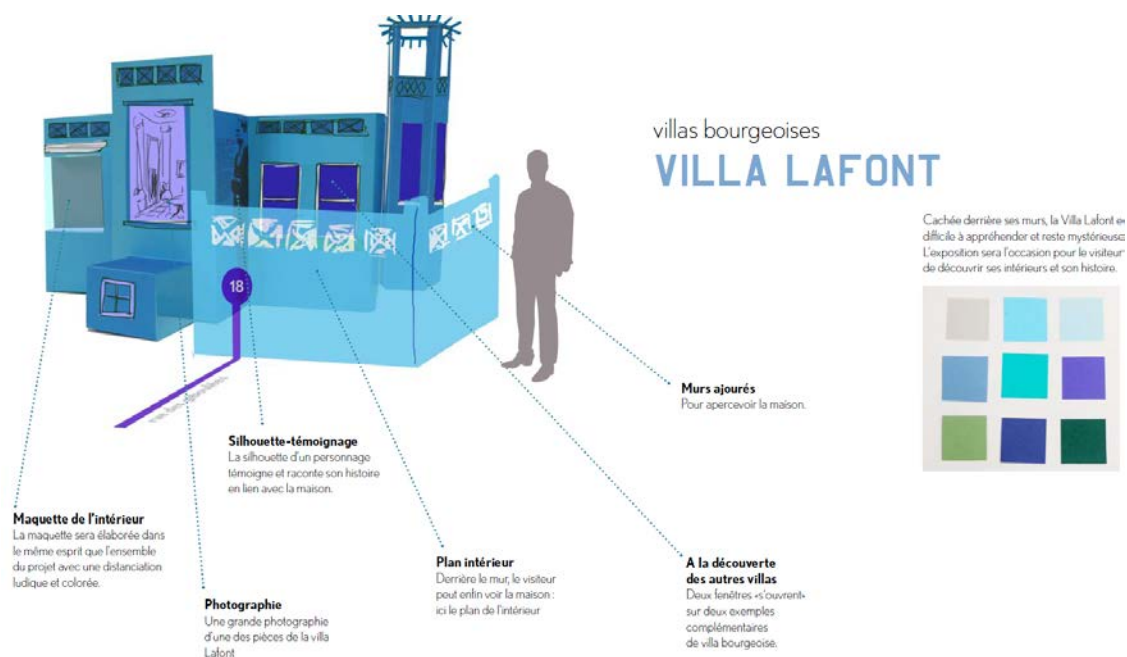 villas bourgeoises
VILLA LAFONT
Cachée derrière ses murs, la Villa Lafont
difficile à appréhender et reste mystérieuse
L'exposition sera l'occasion pour le visiteur
de découvrir ses intérieurs et son histoire.
18
Murs ajourés
Pour apercevoir la maison.
Silhouette-témoignage
La silhouette d'un personnage
témoigne et raconte son histoire
en lien avec la maison.
Maquette de l'intérieur
La maquette sera élaborée dans
le même esprit que l'ensemble
du projet avec une distanciation
ludique et colorée.
Photographie
Une grande photographie
d'une des pièces de la villa
Lafont
Plan intérieur
Derrière le mur, le visiteur
peut enfin voir la maison :
ici le plan de l'intérieur
A la découverte
des autres villas
Deux fenêtres «s'ouvrent»
sur deux exemples
complémentaires
de villa bourgeoise.